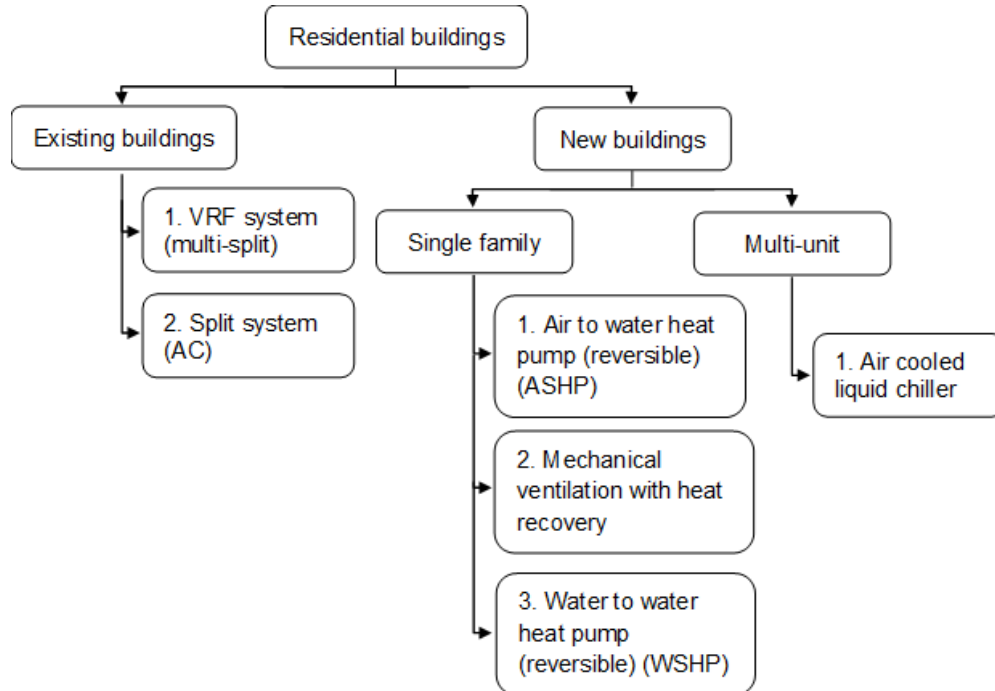 Residential buildings
Existing buildings
New buildings
1. VRF system
(multi-split)
2. Split system
(AC)
Single family
Multi-unit
1. Air to water heat
pump (reversible)
(ASHP)
2. Mechanical
ventilation with heat
recovery
3. Water to water
heat pump
(reversible) (WSHP)
1. Air cooled
liquid chiller